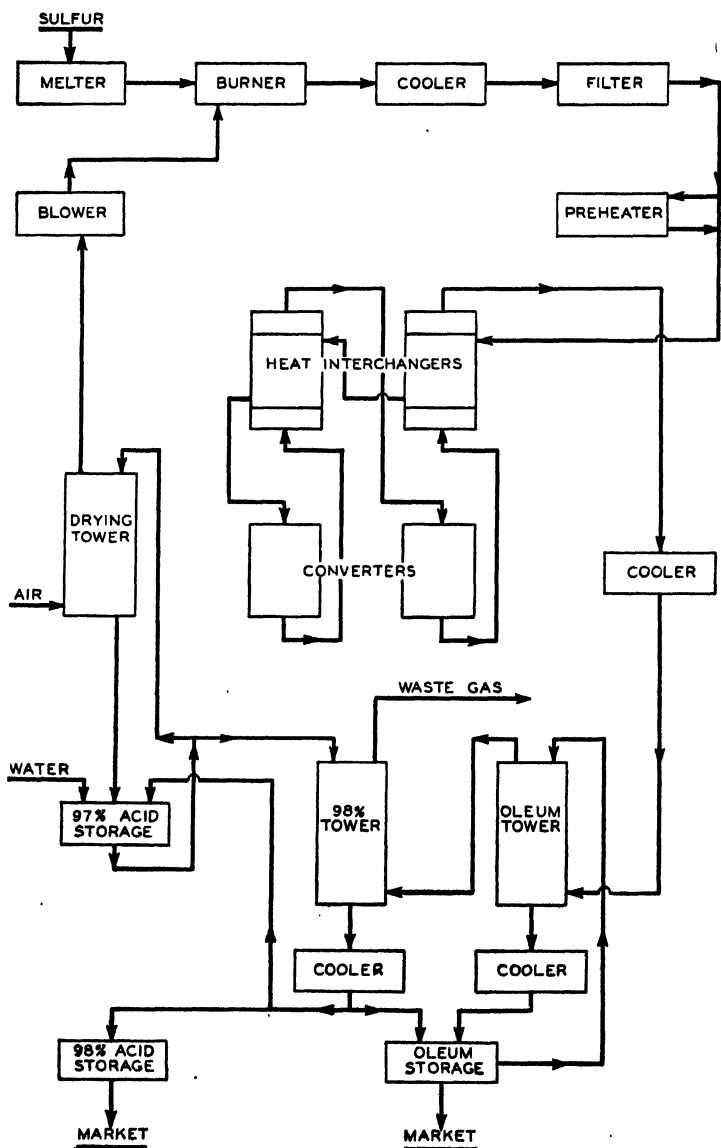 SULFUR
MELTER
BURNER
COOLER
FILTER
BLOWER
PREHEATER
HEAT INTERCHANGERS
DRYING
TOWER
CONVERTERS
COOLER
AIR
WASTE GAS
WATER
97% ACID
STORAGE
98%
TOWER
OLEUM
TOWER
COOLER
COOLER
98% ACID
STORAGE
OLEUM
STORAGE
MARKET
MARKET